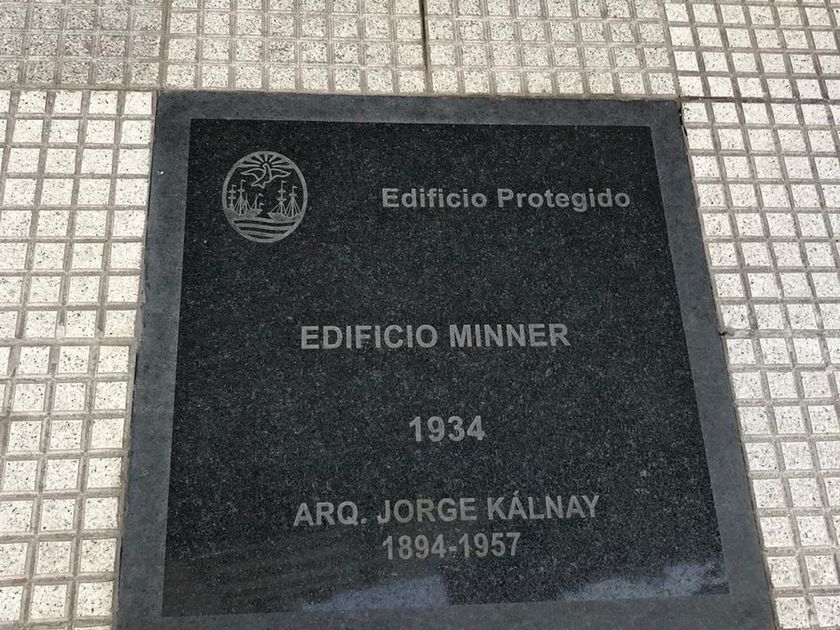 Edificio Protegido
EDIFICIO MINNER
1934
ARQ. JORGE KÁLNAY
1894-1957